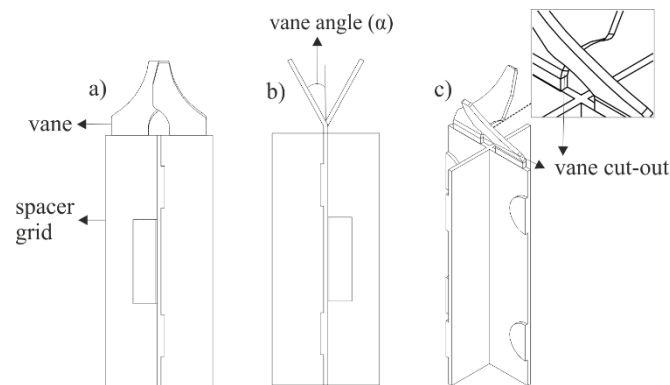 vane angle (α)
a)
b)
c)
vane
vane cut-out
spacer
grid